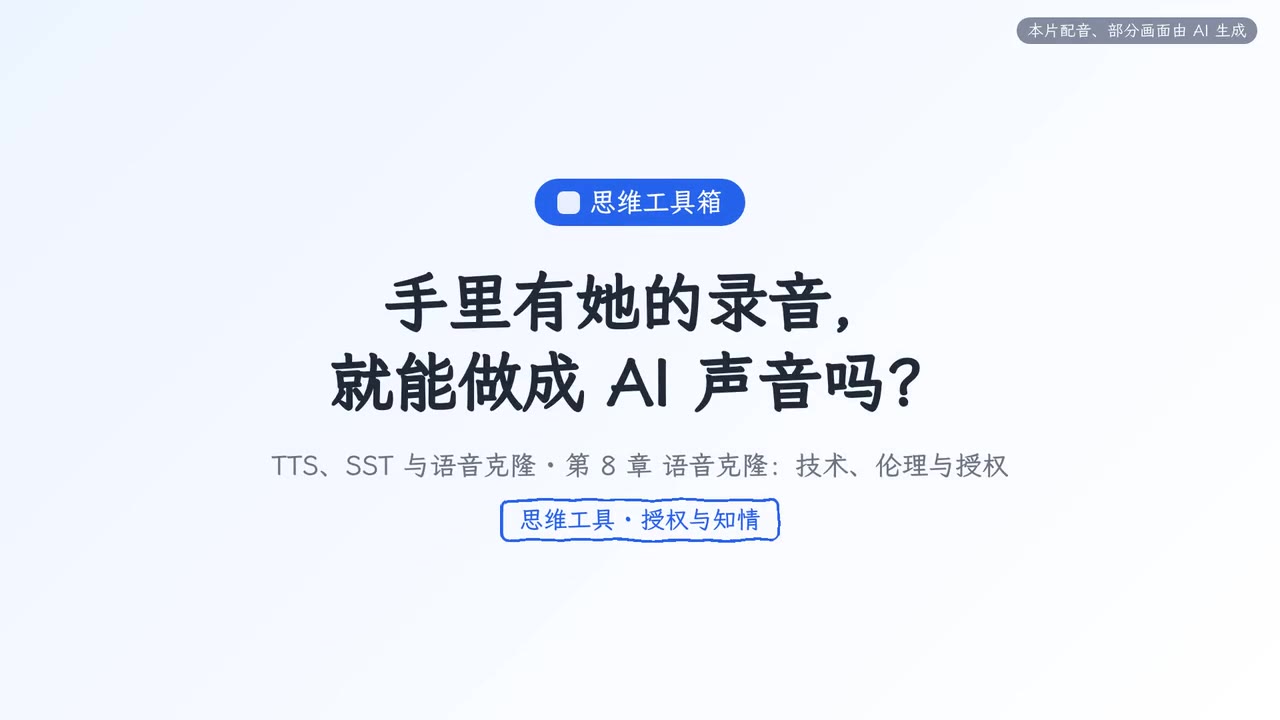 本片配音、部分画面由 AI 生成
思维工具箱
手里有她的录音，
就能做成 AI 声音吗？
TTS、SST 与语音克隆·第 8 章 语音克隆：技术、伦理与授权
思维工具·授权与知情